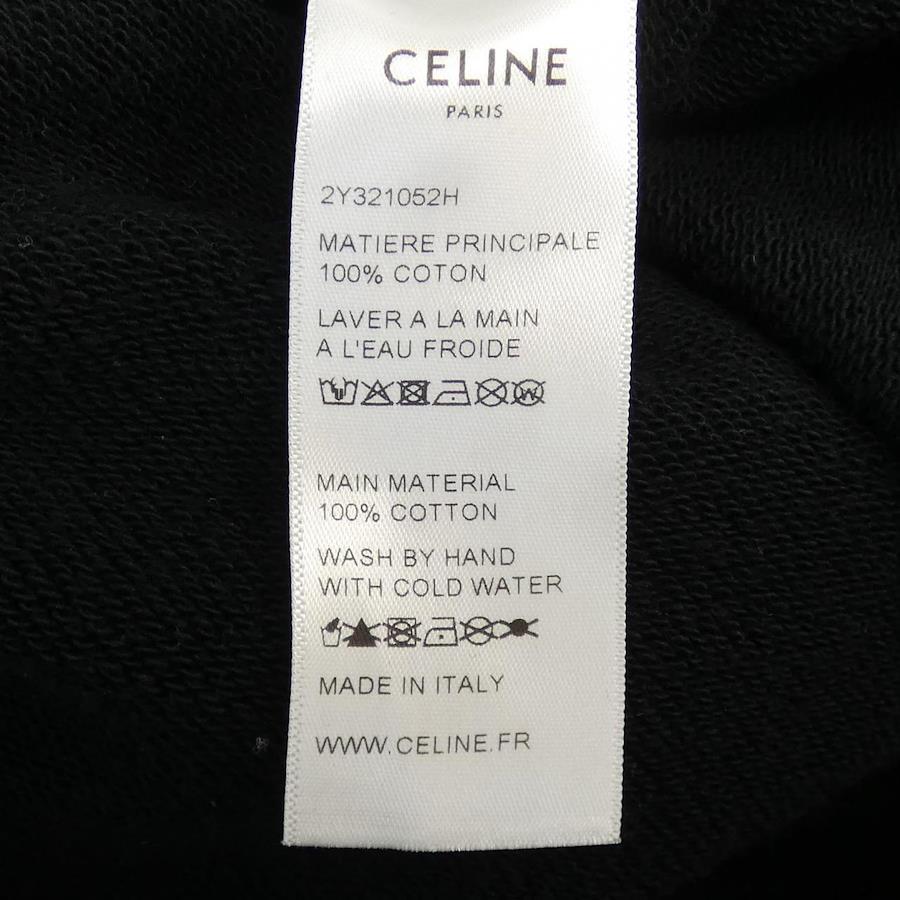 CELINE
PARIS
2Y321052H
MATIERE PRINCIPALE
100% COTON
LAVER A LA MAIN
A L'EAU FROIDE
W
MAIN MATERIAL
100% COTTON
WASH BY HAND
WITH COLD WATER
MADE IN ITALY
WWW.CELINE.FR